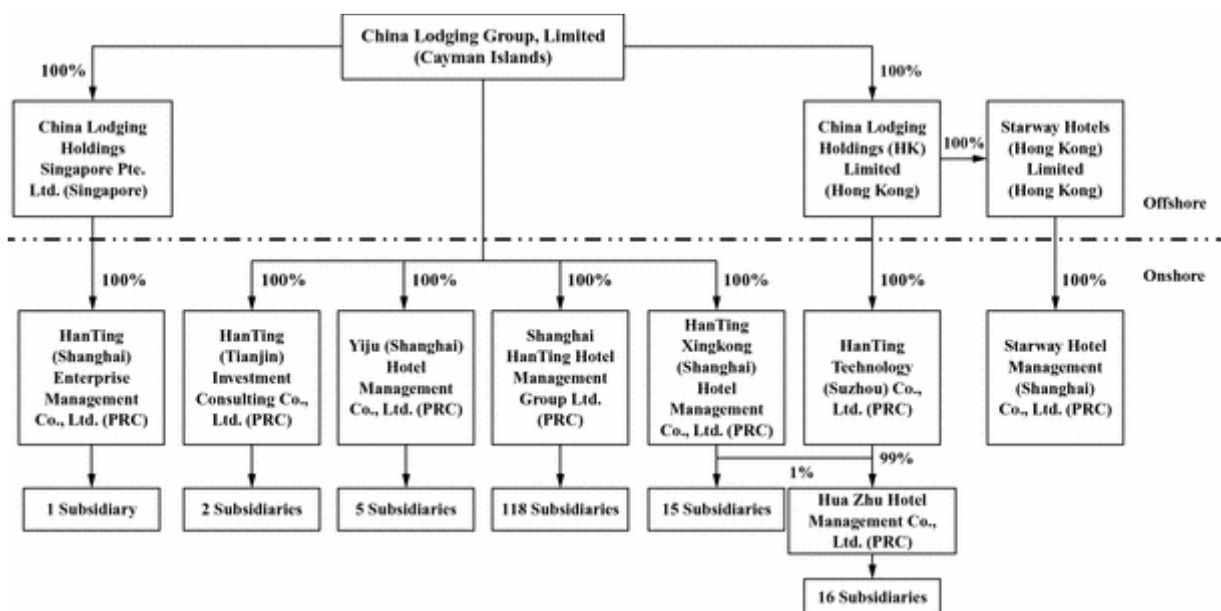 China Lodging Group, Limited
(Cayman Islands)
100%
100%
China Lodging
Holdings
Singapore Pte.
Ltd. (Singapore)
China Lodging
Holdings (HK)
Limited
(Hong Kong)
100%
Starway Hotels
(Hong Kong)
Limited
(Hong Kong)
Offshore
Onshore
100%
100%
100%
100%
100%
100%
100%
HanTing
(Shanghai)
Enterprise
Management
Co., Ltd. (PRC)
HanTing
(Tianjin)
Investment
Consulting Co.,
Ltd. (PRC)
Yiju (Shanghai)
Hotel
Management
Co., Ltd. (PRC)
Shanghai
HanTing Hotel
Management
Group Ltd.
(PRC)
HanTing
Xingkong
(Shanghai)
Hotel
Management
Co., Ltd. (PRC)
HanTing
Technology
(Suzhou) Co.,
Ltd. (PRC)
Starway Hotel
Management
(Shanghai)
Co., Ltd. (PRC)
1%
99%
1 Subsidiary
2 Subsidiaries
5 Subsidiaries
118 Subsidiaries
15 Subsidiaries
Hua Zhu Hotel
Management Co.,
Ltd. (PRC)
16 Subsidiaries